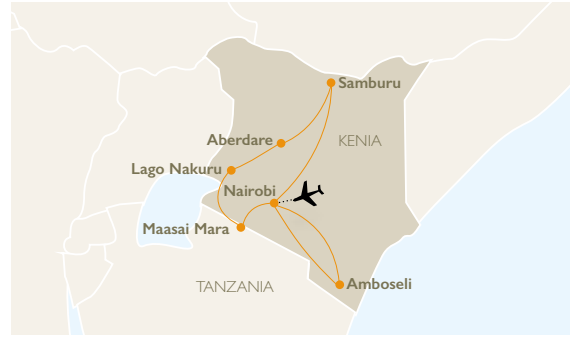 Samburu
Aberdare
KENIA
Lago Nakuru
Nairobi
Maasai Mara
TANZANIA
Amboseli